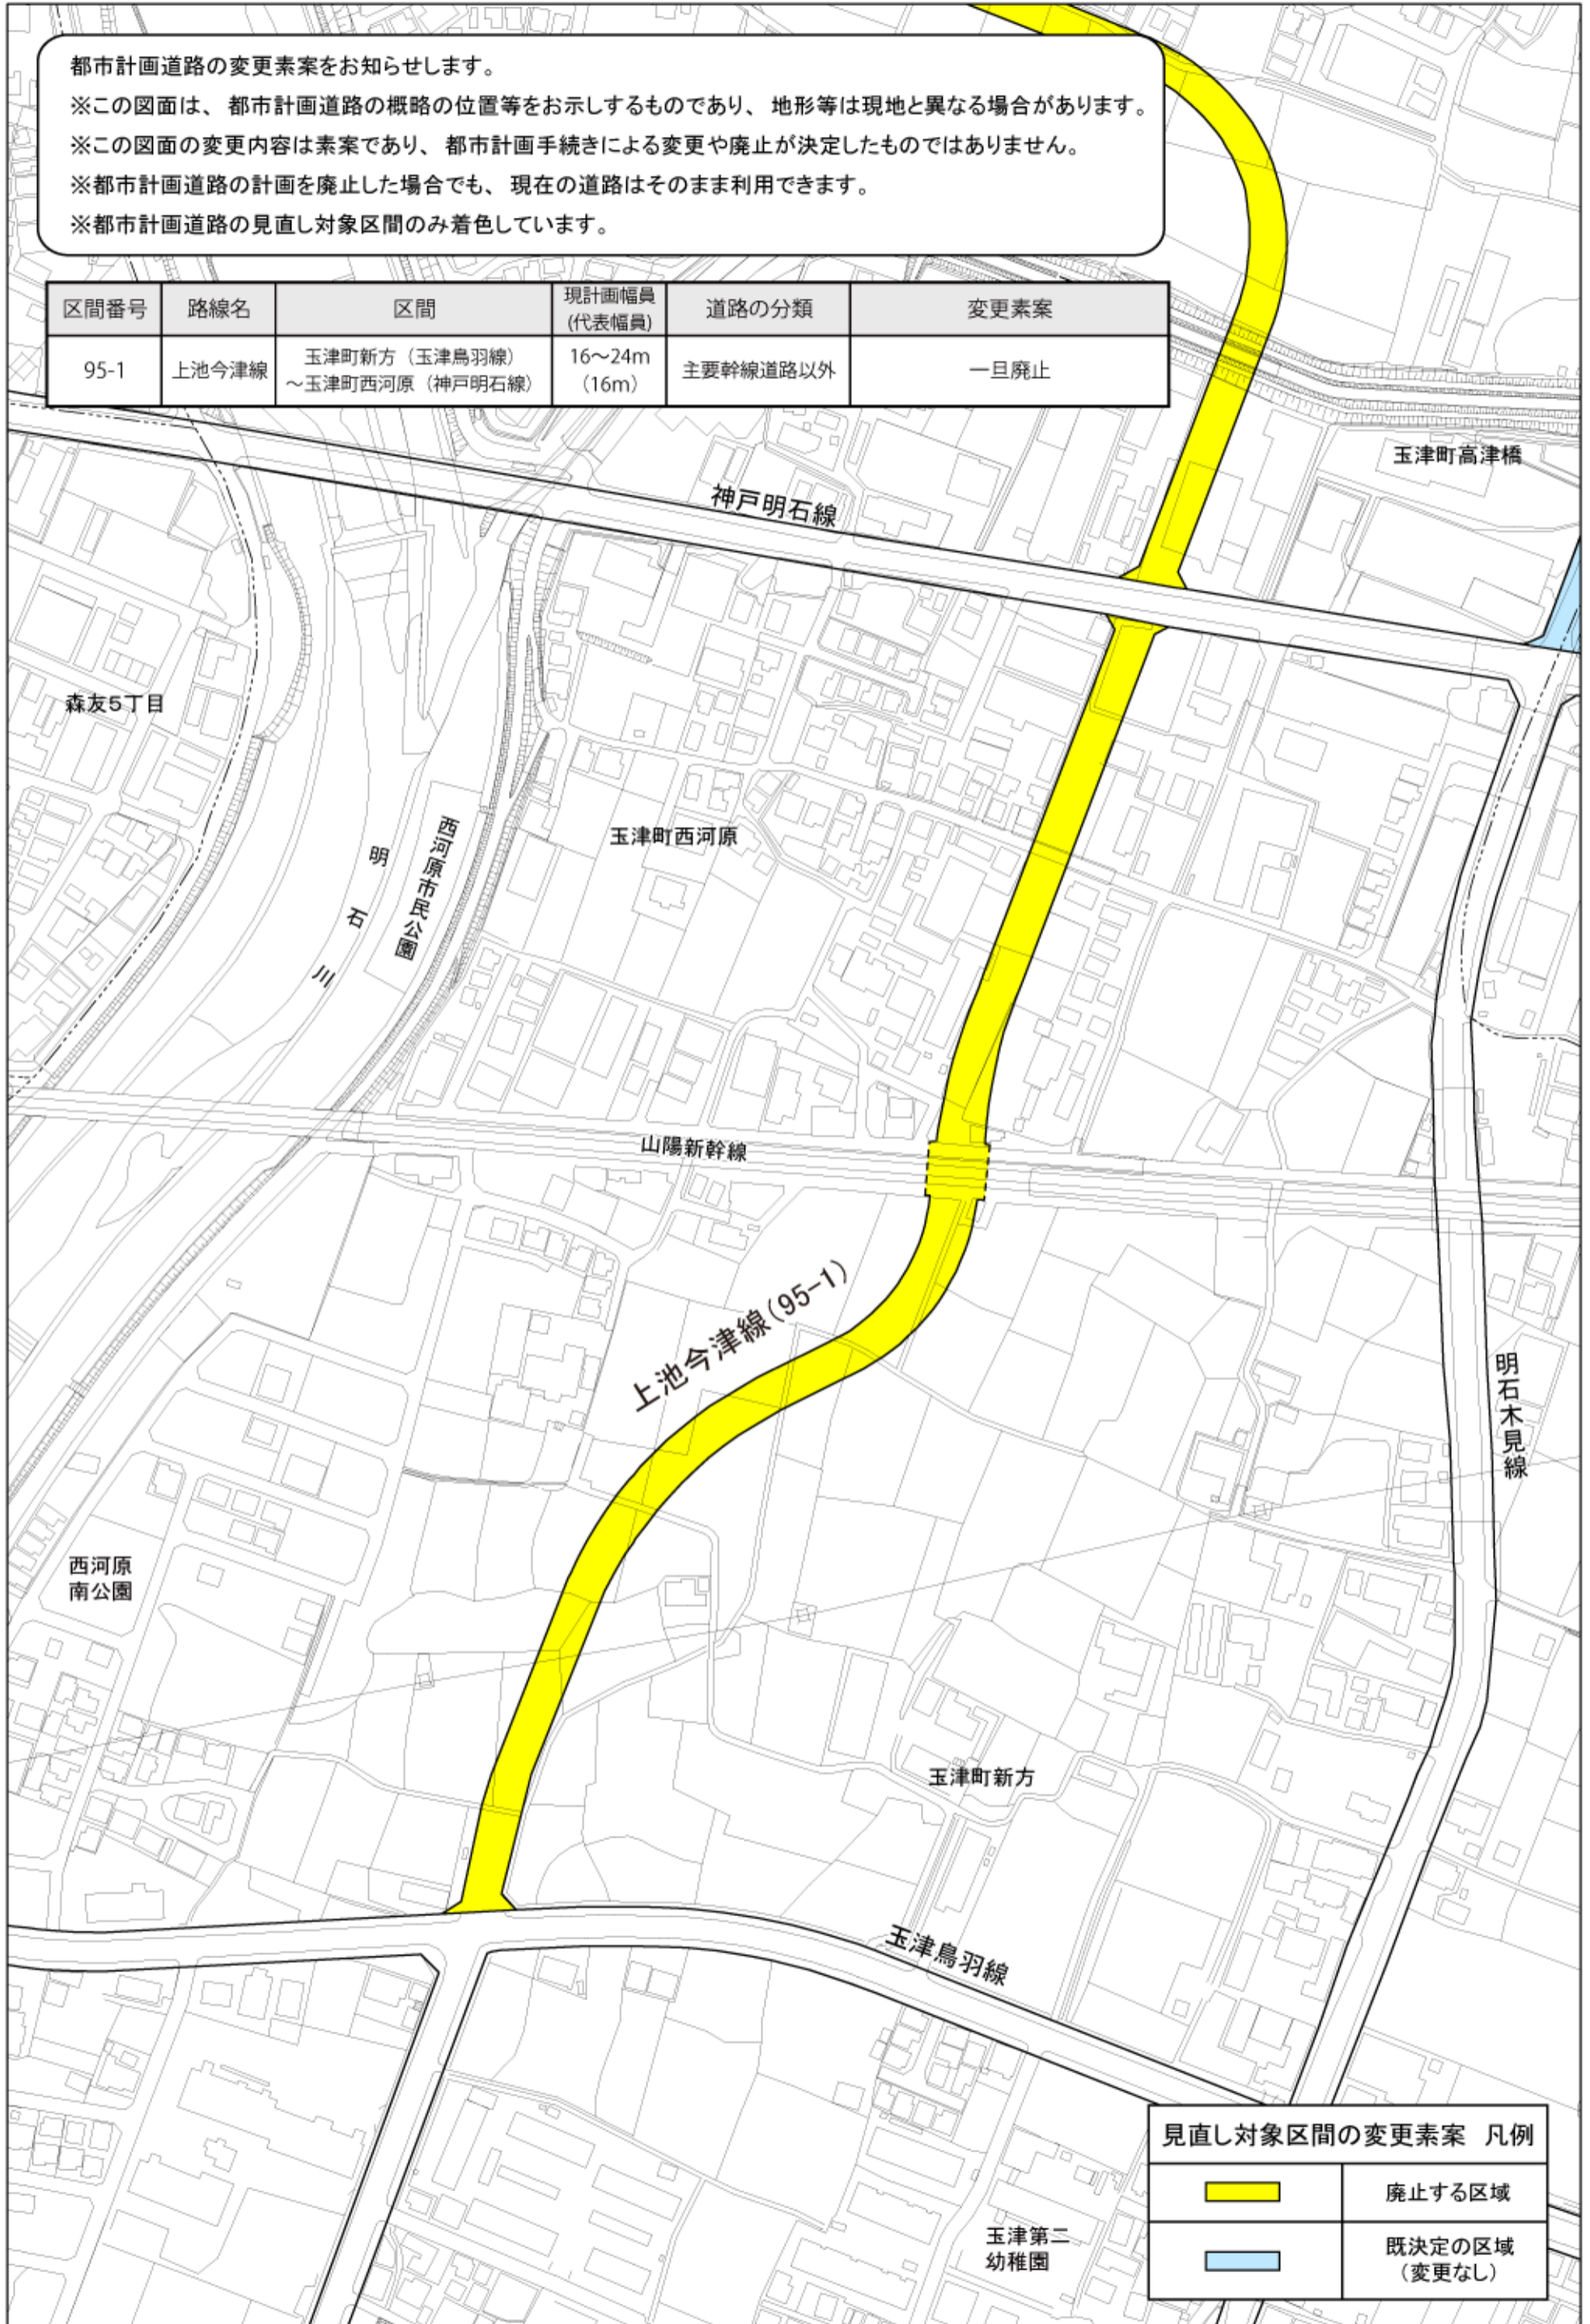 都市計画道路の変更素案をお知らせします。
※この図面は、都市計画道路の概略の位置等をお示しするものであり、地形等は現地と異なる場合があります。
※この図面の変更内容は素案であり、都市計画手続きによる変更や廃止が決定したものではありません。
※都市計画道路の計画を廃止した場合でも、現在の道路はそのまま利用できます。
※都市計画道路の見直し対象区間のみ着色しています。
区間番号 路線名 区間 現計画幅員 道路の分類 変更素案
(代表幅員)
95-1 上池今津線 玉津町新方（玉津鳥羽線） 16～24m 主要幹線道路以外 一旦廃止
～玉津町西河原（神戸明石線） （16m）
玉津町高津橋
神戸明石線
森友5丁目
玉津町西河原
西河原市民公園
明石川
山陽新幹線
上池今津線(95-1)
明石木見線
西河原
南公園
玉津町新方
玉津鳥羽線
玉津第二
幼稚園
見直し対象区間の変更素案 凡例
廃止する区域
既決定の区域
（変更なし）